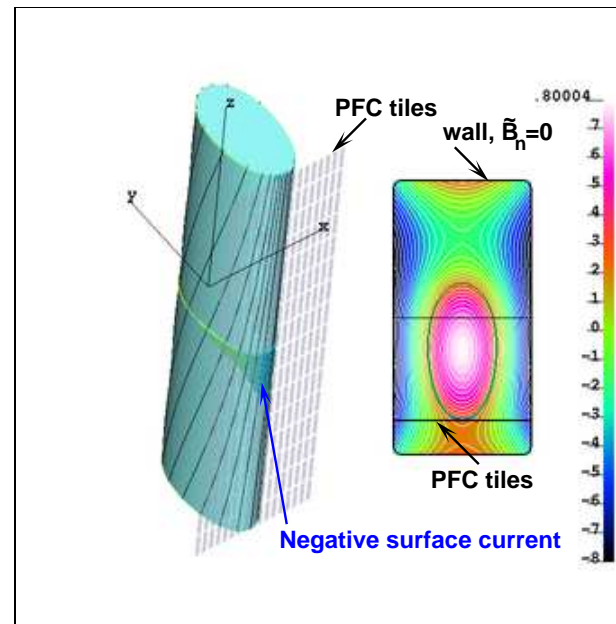 PFC tiles
wall, B̃n=0
z
y
x
PFC tiles
Negative surface current
.80004
.7
.6
.5
.4
.3
.2
.1
.0
-.1
-.2
-.3
-.4
-.5
-.6
-.7
-.8